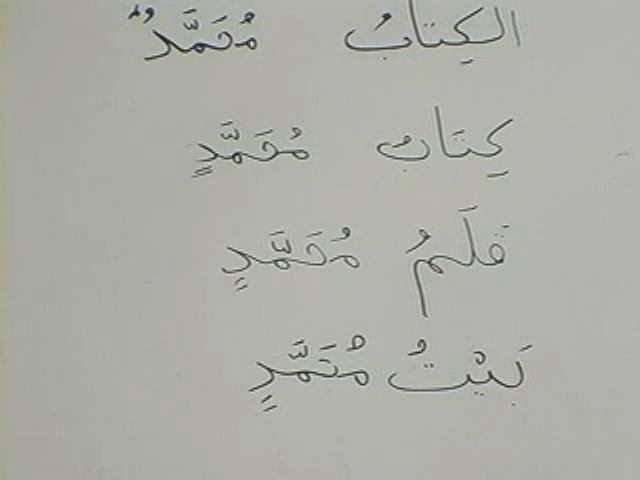 الكِتَابُ مُحَمَّدٌ
كِتَابُ مُحَمَّدٍ
قَلَمُ مُحَمَّدٍ
بَيْتُ مُحَمَّدٍ